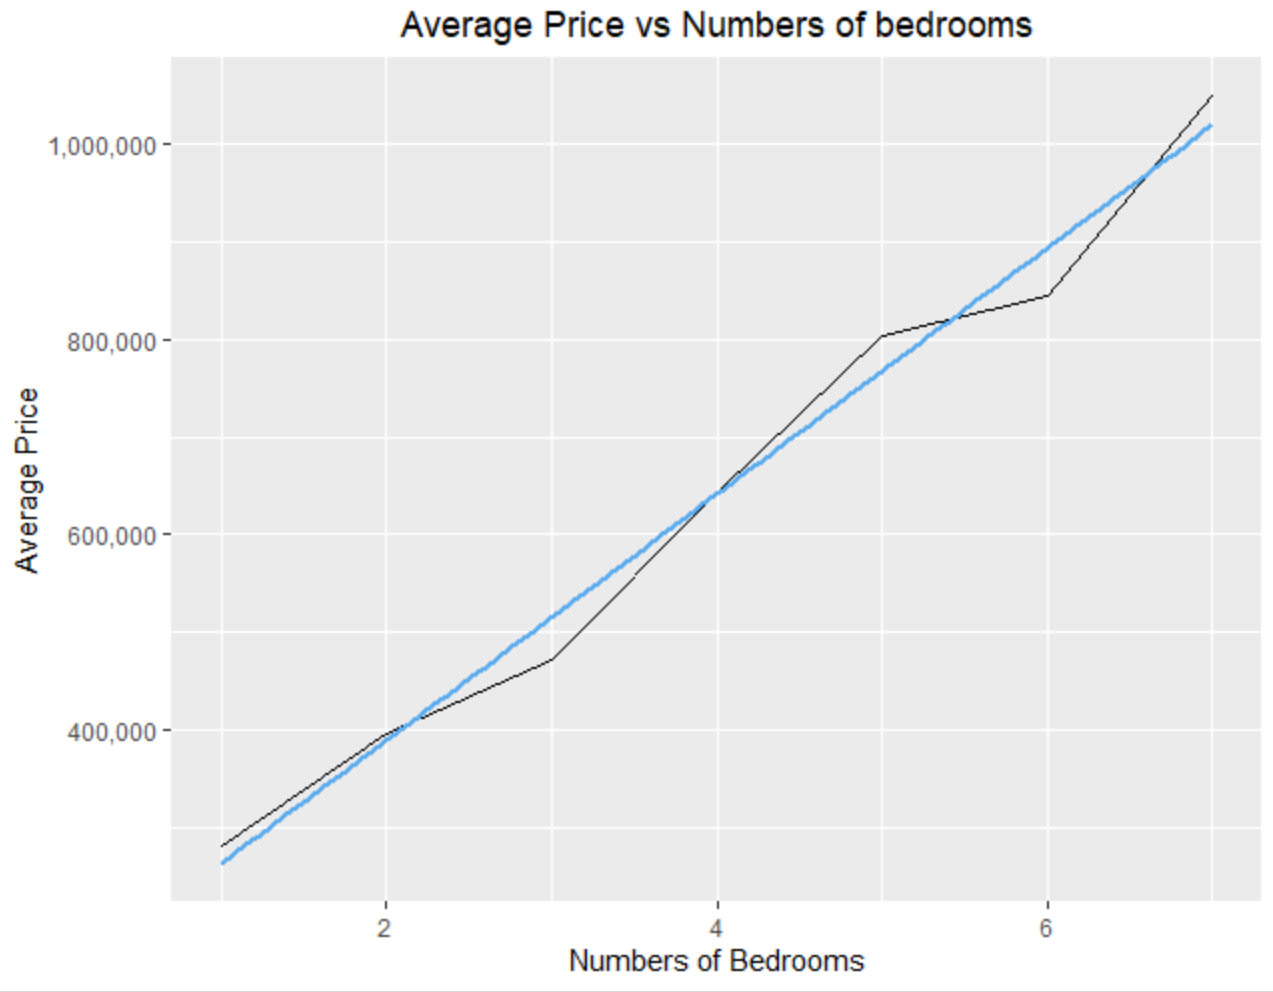 Average Price vs Numbers of bedrooms
1,000,000
800,000
600,000
400,000
Average Price
2 4 6
Numbers of Bedrooms